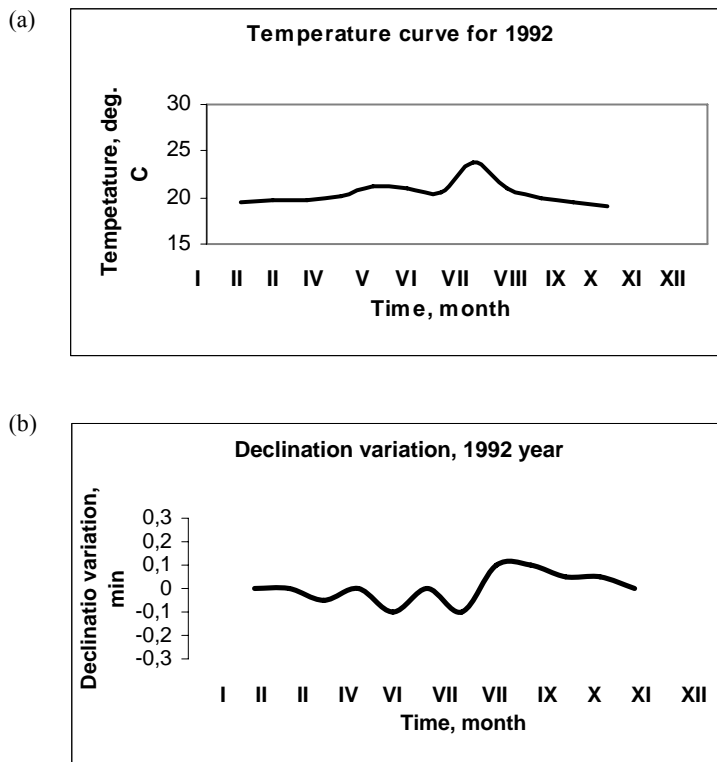 (a)
Temperature curve for 1992
Tempetature, deg.
C
30
25
20
15
I II II IV V VI VII VIII IX X XI XII
Time, month
(b)
Declination variation, 1992 year
Declinatio variation,
min
0,3
0,2
0,1
0
-0,1
-0,2
-0,3
I II II IV VI VII VII IX X XI XII
Time, month